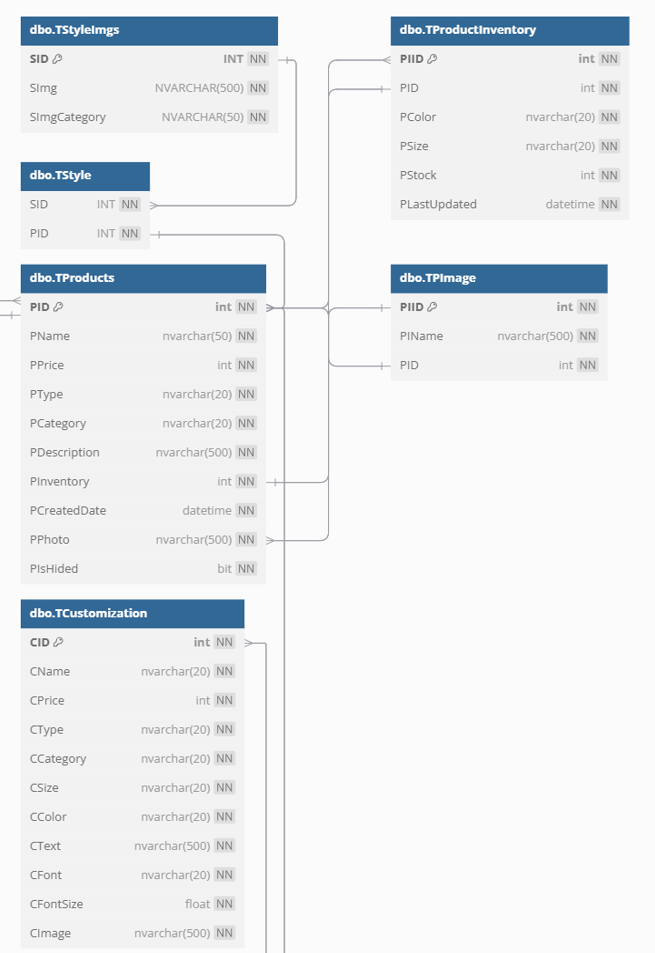 dbo.TStyleImgs
SID INT NN
SImg NVARCHAR(500) NN
SImgCategory NVARCHAR(50) NN
dbo.TStyle
SID INT NN
PID INT NN
dbo.TProducts
PID int NN
PName nvarchar(50) NN
PPrice int NN
PType nvarchar(20) NN
PCategory nvarchar(20) NN
PDescription nvarchar(500) NN
PInventory int NN
PCreatedDate datetime NN
PPhoto nvarchar(500) NN
PIsHided bit NN
dbo.TCustomization
CID int NN
CName nvarchar(20) NN
CPrice int NN
CType nvarchar(20) NN
CCategory nvarchar(20) NN
CSize nvarchar(20) NN
CColor nvarchar(20) NN
CText nvarchar(500) NN
CFont nvarchar(20) NN
CFontSize float NN
CImage nvarchar(500) NN
dbo.TProductInventory
PIID int NN
PID int NN
PColor nvarchar(20) NN
PSize nvarchar(20) NN
PStock int NN
PLastUpdated datetime NN
dbo.TPImage
PIID int NN
PIName nvarchar(500) NN
PID int NN